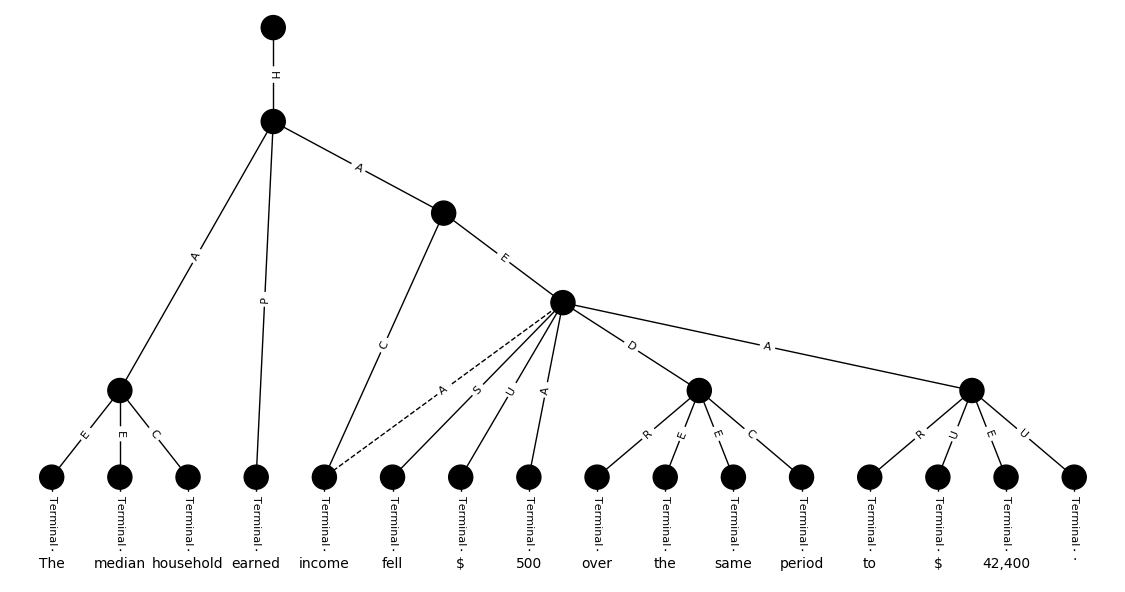 H
A
A
P
E
C
A
S
U
A
D
A
E
E
C
R
E
E
C
R
U
E
U
Terminal Terminal Terminal Terminal Terminal Terminal Terminal Terminal Terminal Terminal Terminal Terminal Terminal Terminal Terminal Terminal
The median household earned income fell $ 500 over the same period to $ 42,400 .